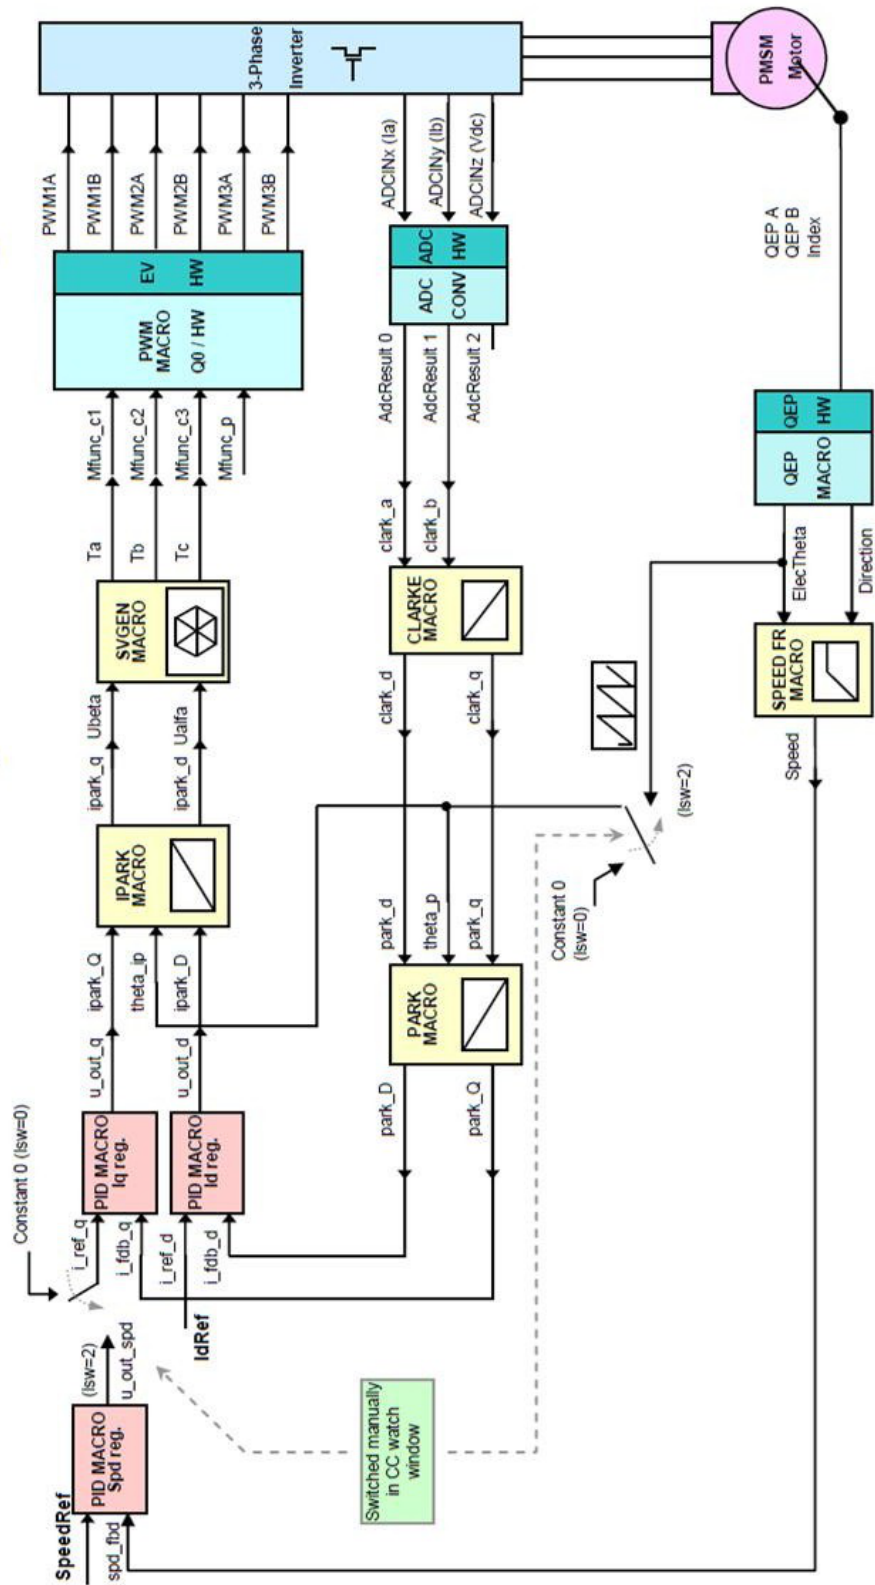 SpeedRef
spd_fbd
PID MACRO
Spd reg.
(lsw=2)
u_out_spd
Constant 0 (lsw=0)
i_ref_q
i_fdb_q
i_ref_d
i_fdb_d
IdRef
PID MACRO
Iq reg.
PID MACRO
Id reg.
u_out_q
u_out_d
ipark_Q
theta_ip
ipark_D
IPARK
MACRO
ipark_q
ipark_d
Ubeta
Ualfa
SVGEN
MACRO
Ta
Tb
Tc
Mfunc_c1
Mfunc_c2
Mfunc_c3
Mfunc_p
PWM
MACRO
Q0 / HW
EV
HW
PWM1A
PWM1B
PWM2A
PWM2B
PWM3A
PWM3B
3-Phase
Inverter
park_D
park_Q
PARK
MACRO
park_d
theta_p
park_q
clark_d
clark_q
CLARKE
MACRO
clark_a
clark_b
AdcResult 0
AdcResult 1
AdcResult 2
ADC
CONV
ADC
HW
ADCINx (Ia)
ADCINy (Ib)
ADCINz (Vdc)
Switched manually
in CC watch
window
Constant 0
(lsw=0)
(lsw=2)
Speed
SPEED FR
MACRO
ElecTheta
Direction
QEP
MACRO
QEP
HW
QEP A
QEP B
Index
PMSM
Motor